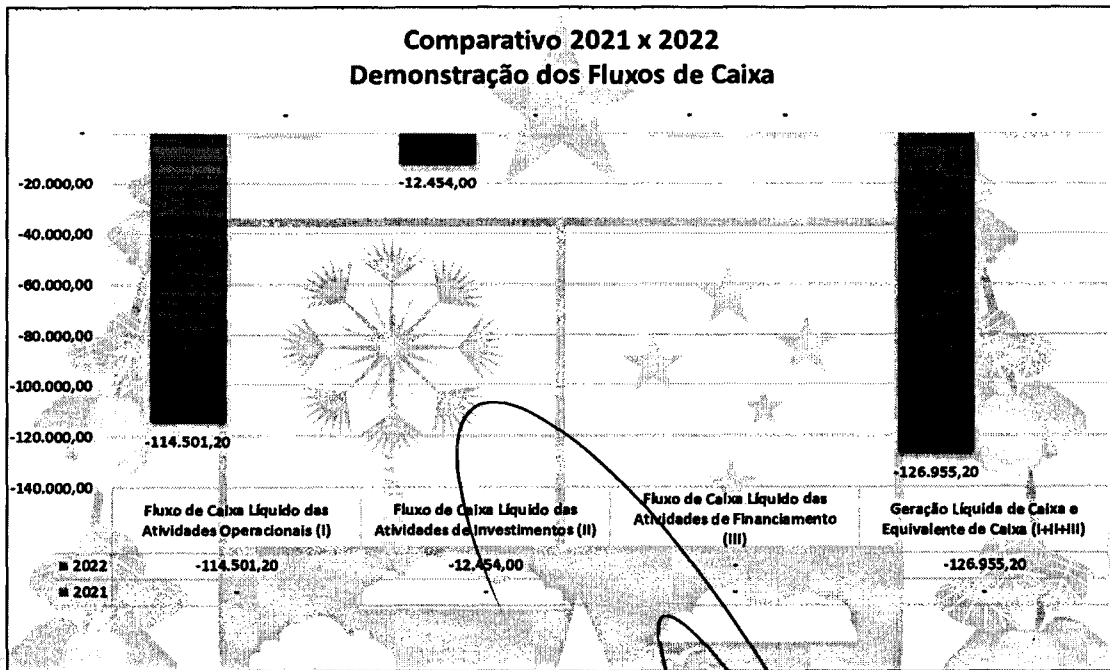 Comparativo 2021 x 2022
Demonstração dos Fluxos de Caixa
- - - - - -
-20.000,00
-40.000,00
-60.000,00
-80.000,00
-100.000,00
-120.000,00
-140.000,00
-114.501,20
-12.454,00
-126.955,20
Fluxo de Caixa Líquido das
Atividades Operacionais (I)
Fluxo de Caixa Líquido das
Atividades de Investimentos (II)
Fluxo de Caixa Líquido das
Atividades de Financiamento
(III)
Geração Líquida de Caixa e
Equivalente de Caixa (I+II+III)
2022 -114.501,20 -12.454,00 - -126.955,20
2021 - - - -